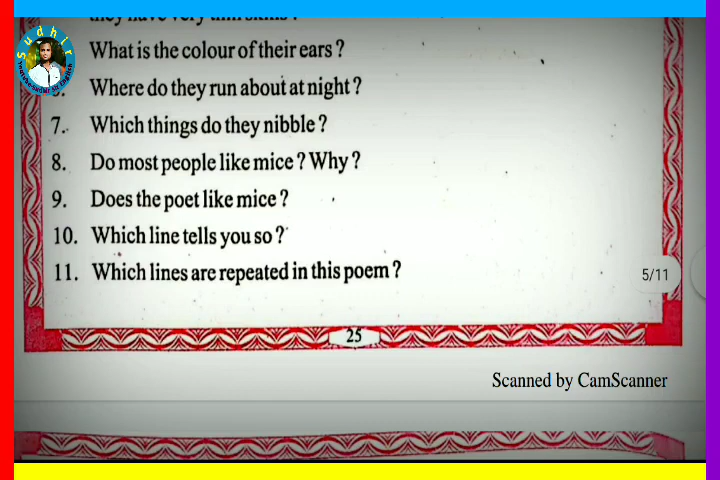 Sudhir
What is the colour of their ears ?
Where do they run about at night ?
7. Which things do they nibble ?
8. Do most people like mice ? Why ?
9. Does the poet like mice ?
10. Which line tells you so ?
11. Which lines are repeated in this poem ?
5/11
25
Scanned by CamScanner